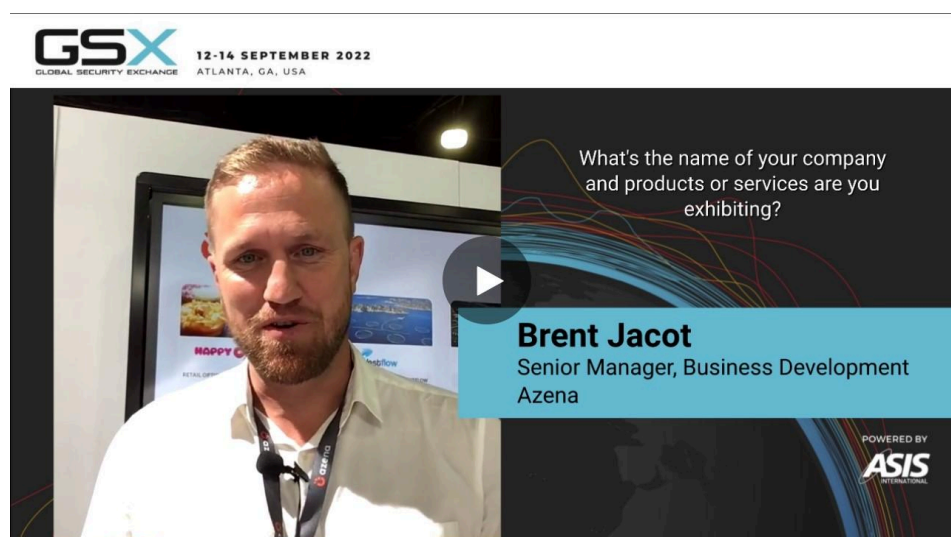 GSX
GLOBAL SECURITY EXCHANGE
12-14 SEPTEMBER 2022
ATLANTA, GA, USA
What's the name of your company
and products or services are you
exhibiting?
HAPPY
Brent Jacot
Senior Manager, Business Development
Azena
azena
POWERED BY
ASIS
INTERNATIONAL